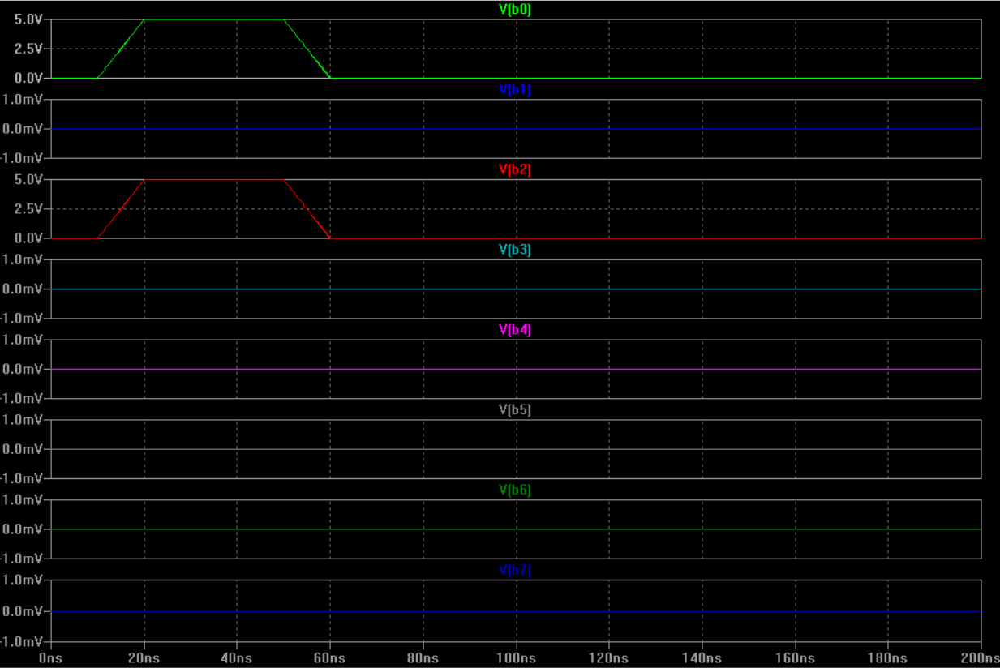 V(b0)
5.0V
2.5V
0.0V
V(b1)
1.0mV
0.0mV
-1.0mV
V(b2)
5.0V
2.5V
0.0V
V(b3)
1.0mV
0.0mV
-1.0mV
V(b4)
1.0mV
0.0mV
-1.0mV
V(b5)
1.0mV
0.0mV
-1.0mV
V(b6)
1.0mV
0.0mV
-1.0mV
V(b7)
1.0mV
0.0mV
-1.0mV
0ns 20ns 40ns 60ns 80ns 100ns 120ns 140ns 160ns 180ns 200ns